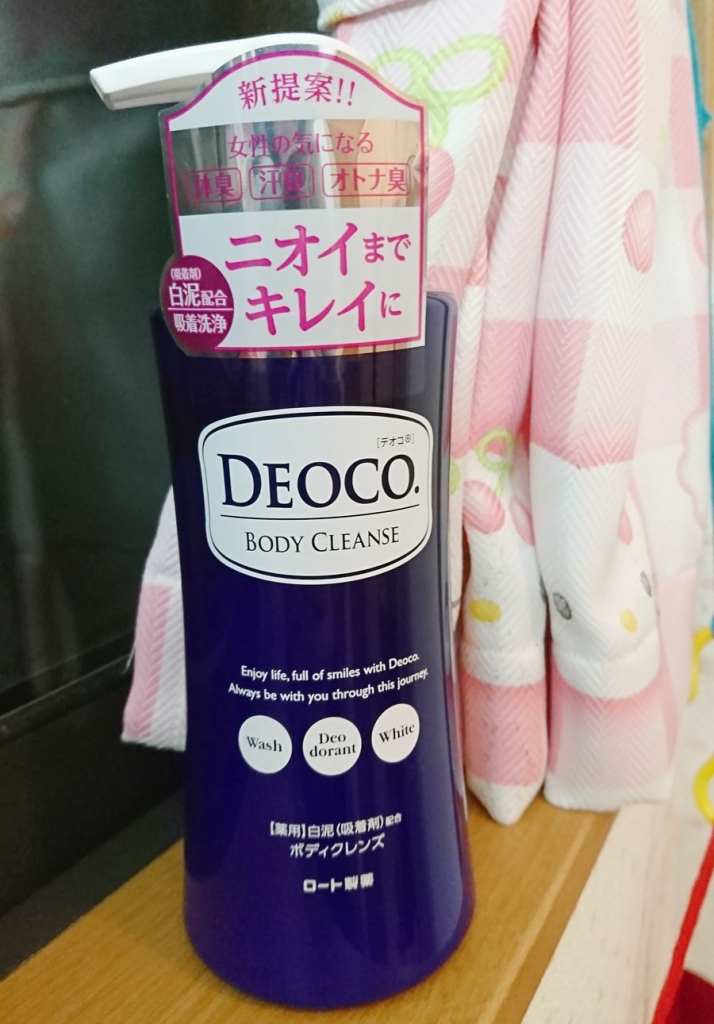 新提案!!
女性の気になる
体臭 汗臭 オトナ臭
ニオイまで
キレイに
(吸着剤)
白泥配合
吸着洗浄
[デオコ®]
DEOCO.
BODY CLEANSE
Enjoy life, full of smiles with Deoco.
Always be with you through this journey.
Wash
Deo
dorant
White
【薬用】白泥(吸着剤)配合
ボディクレンズ
ロート製薬